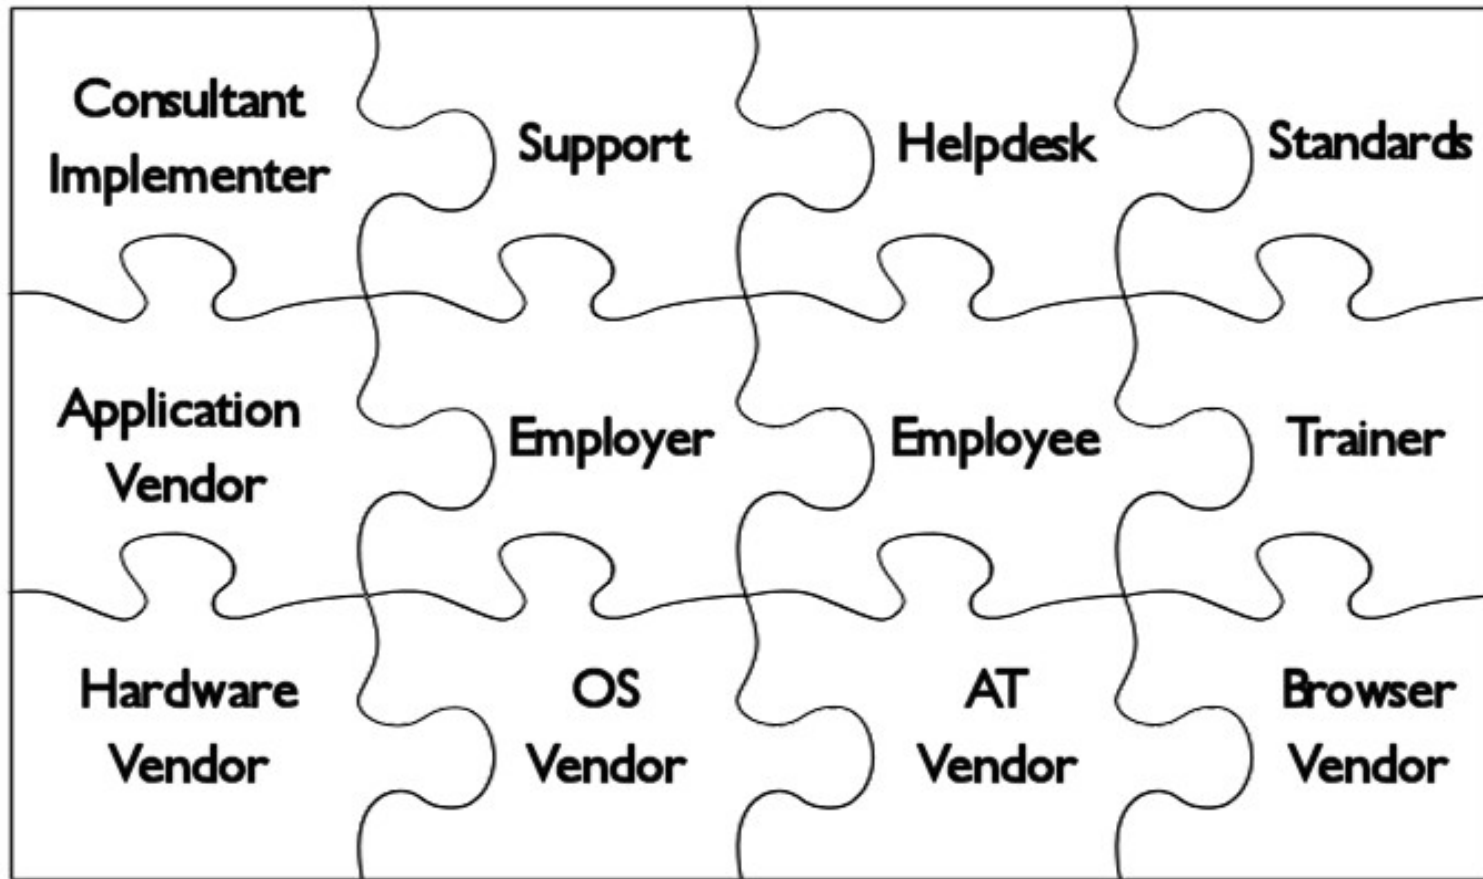 Consultant
Implementer
Support
Helpdesk
Standards
Application
Vendor
Employer
Employee
Trainer
Hardware
Vendor
OS
Vendor
AT
Vendor
Browser
Vendor